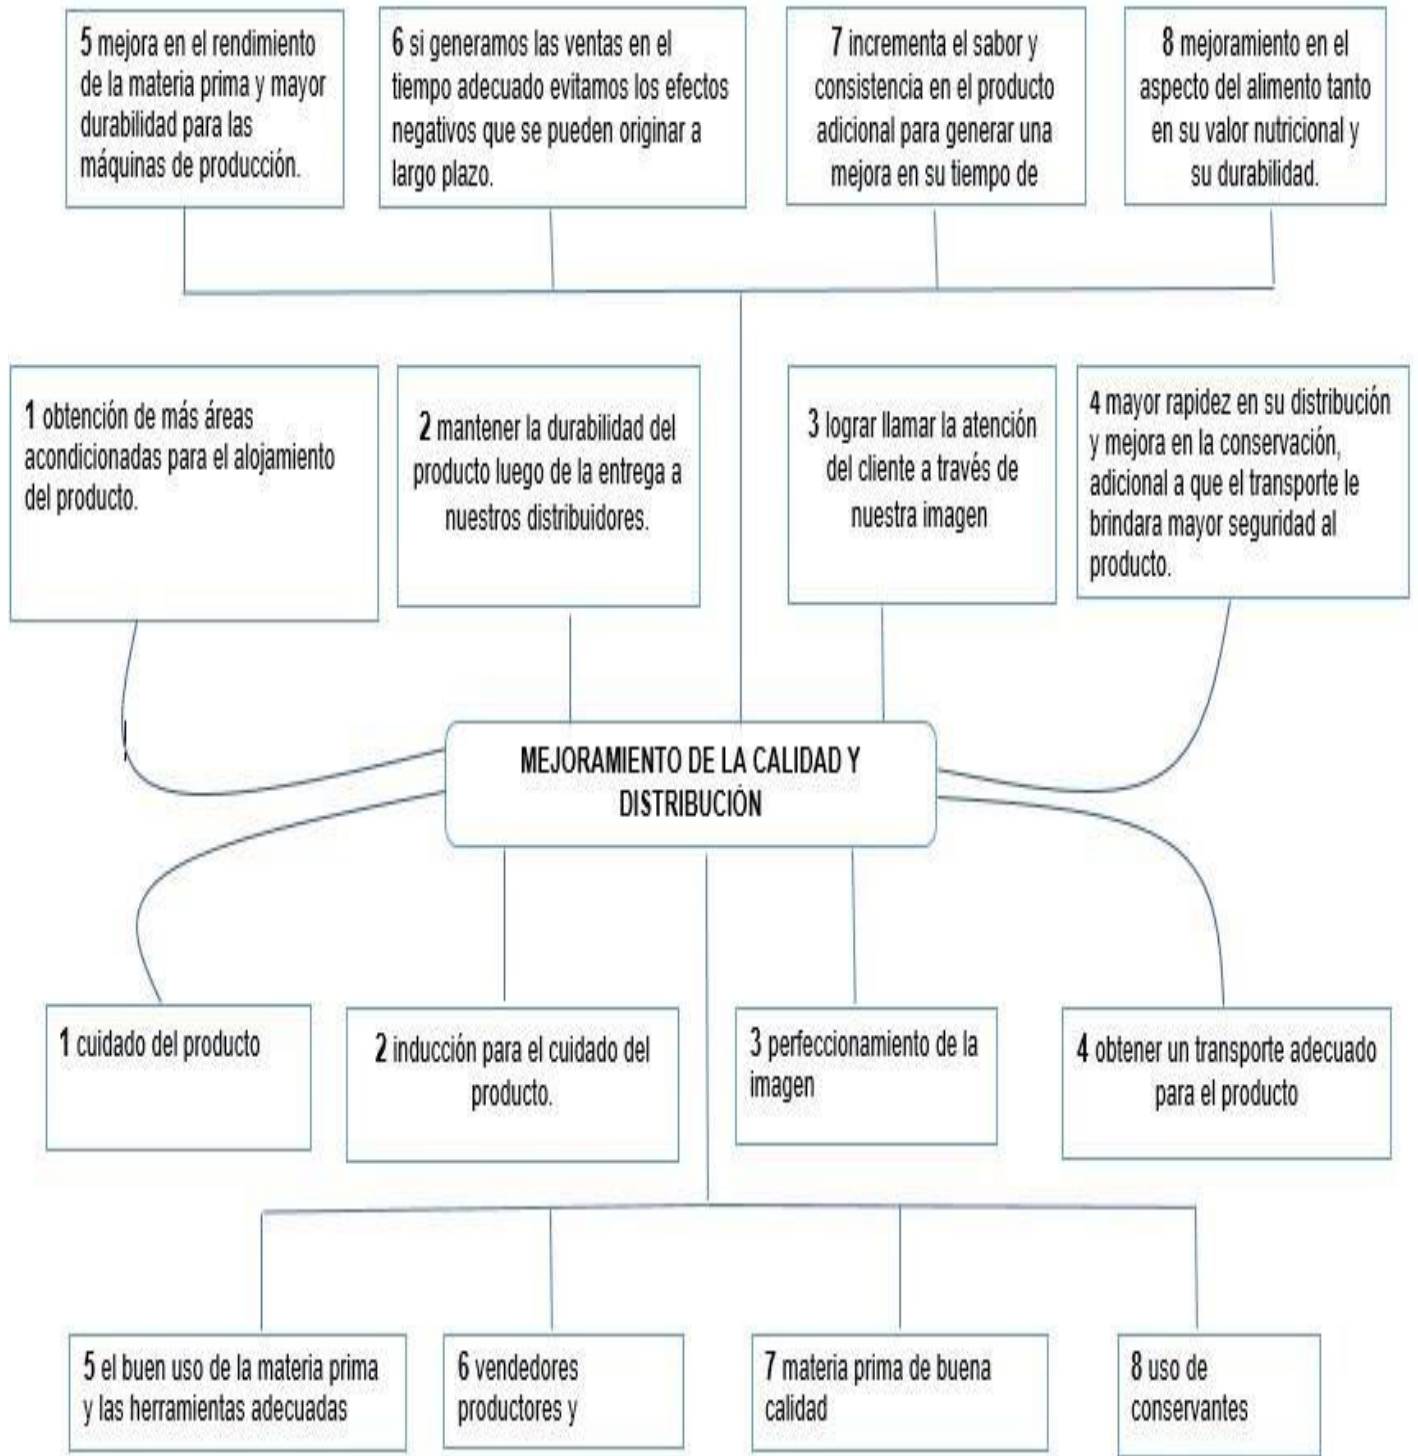 5 mejora en el rendimiento
de la materia prima y mayor
durabilidad para las
máquinas de producción.
6 si generamos las ventas en el
tiempo adecuado evitamos los efectos
negativos que se pueden originar a
largo plazo.
7 incrementa el sabor y
consistencia en el producto
adicional para generar una
mejora en su tiempo de
8 mejoramiento en el
aspecto del alimento tanto
en su valor nutricional y
su durabilidad.
1 obtención de más áreas
acondicionadas para el alojamiento
del producto.
2 mantener la durabilidad del
producto luego de la entrega a
nuestros distribuidores.
3 lograr llamar la atención
del cliente a través de
nuestra imagen
4 mayor rapidez en su distribución
y mejora en la conservación,
adicional a que el transporte le
brindara mayor seguridad al
producto.
MEJORAMIENTO DE LA CALIDAD Y
DISTRIBUCIÓN
1 cuidado del producto
2 inducción para el cuidado del
producto.
3 perfeccionamiento de la
imagen
4 obtener un transporte adecuado
para el producto
5 el buen uso de la materia prima
y las herramientas adecuadas
6 vendedores
productores y
7 materia prima de buena
calidad
8 uso de
conservantes